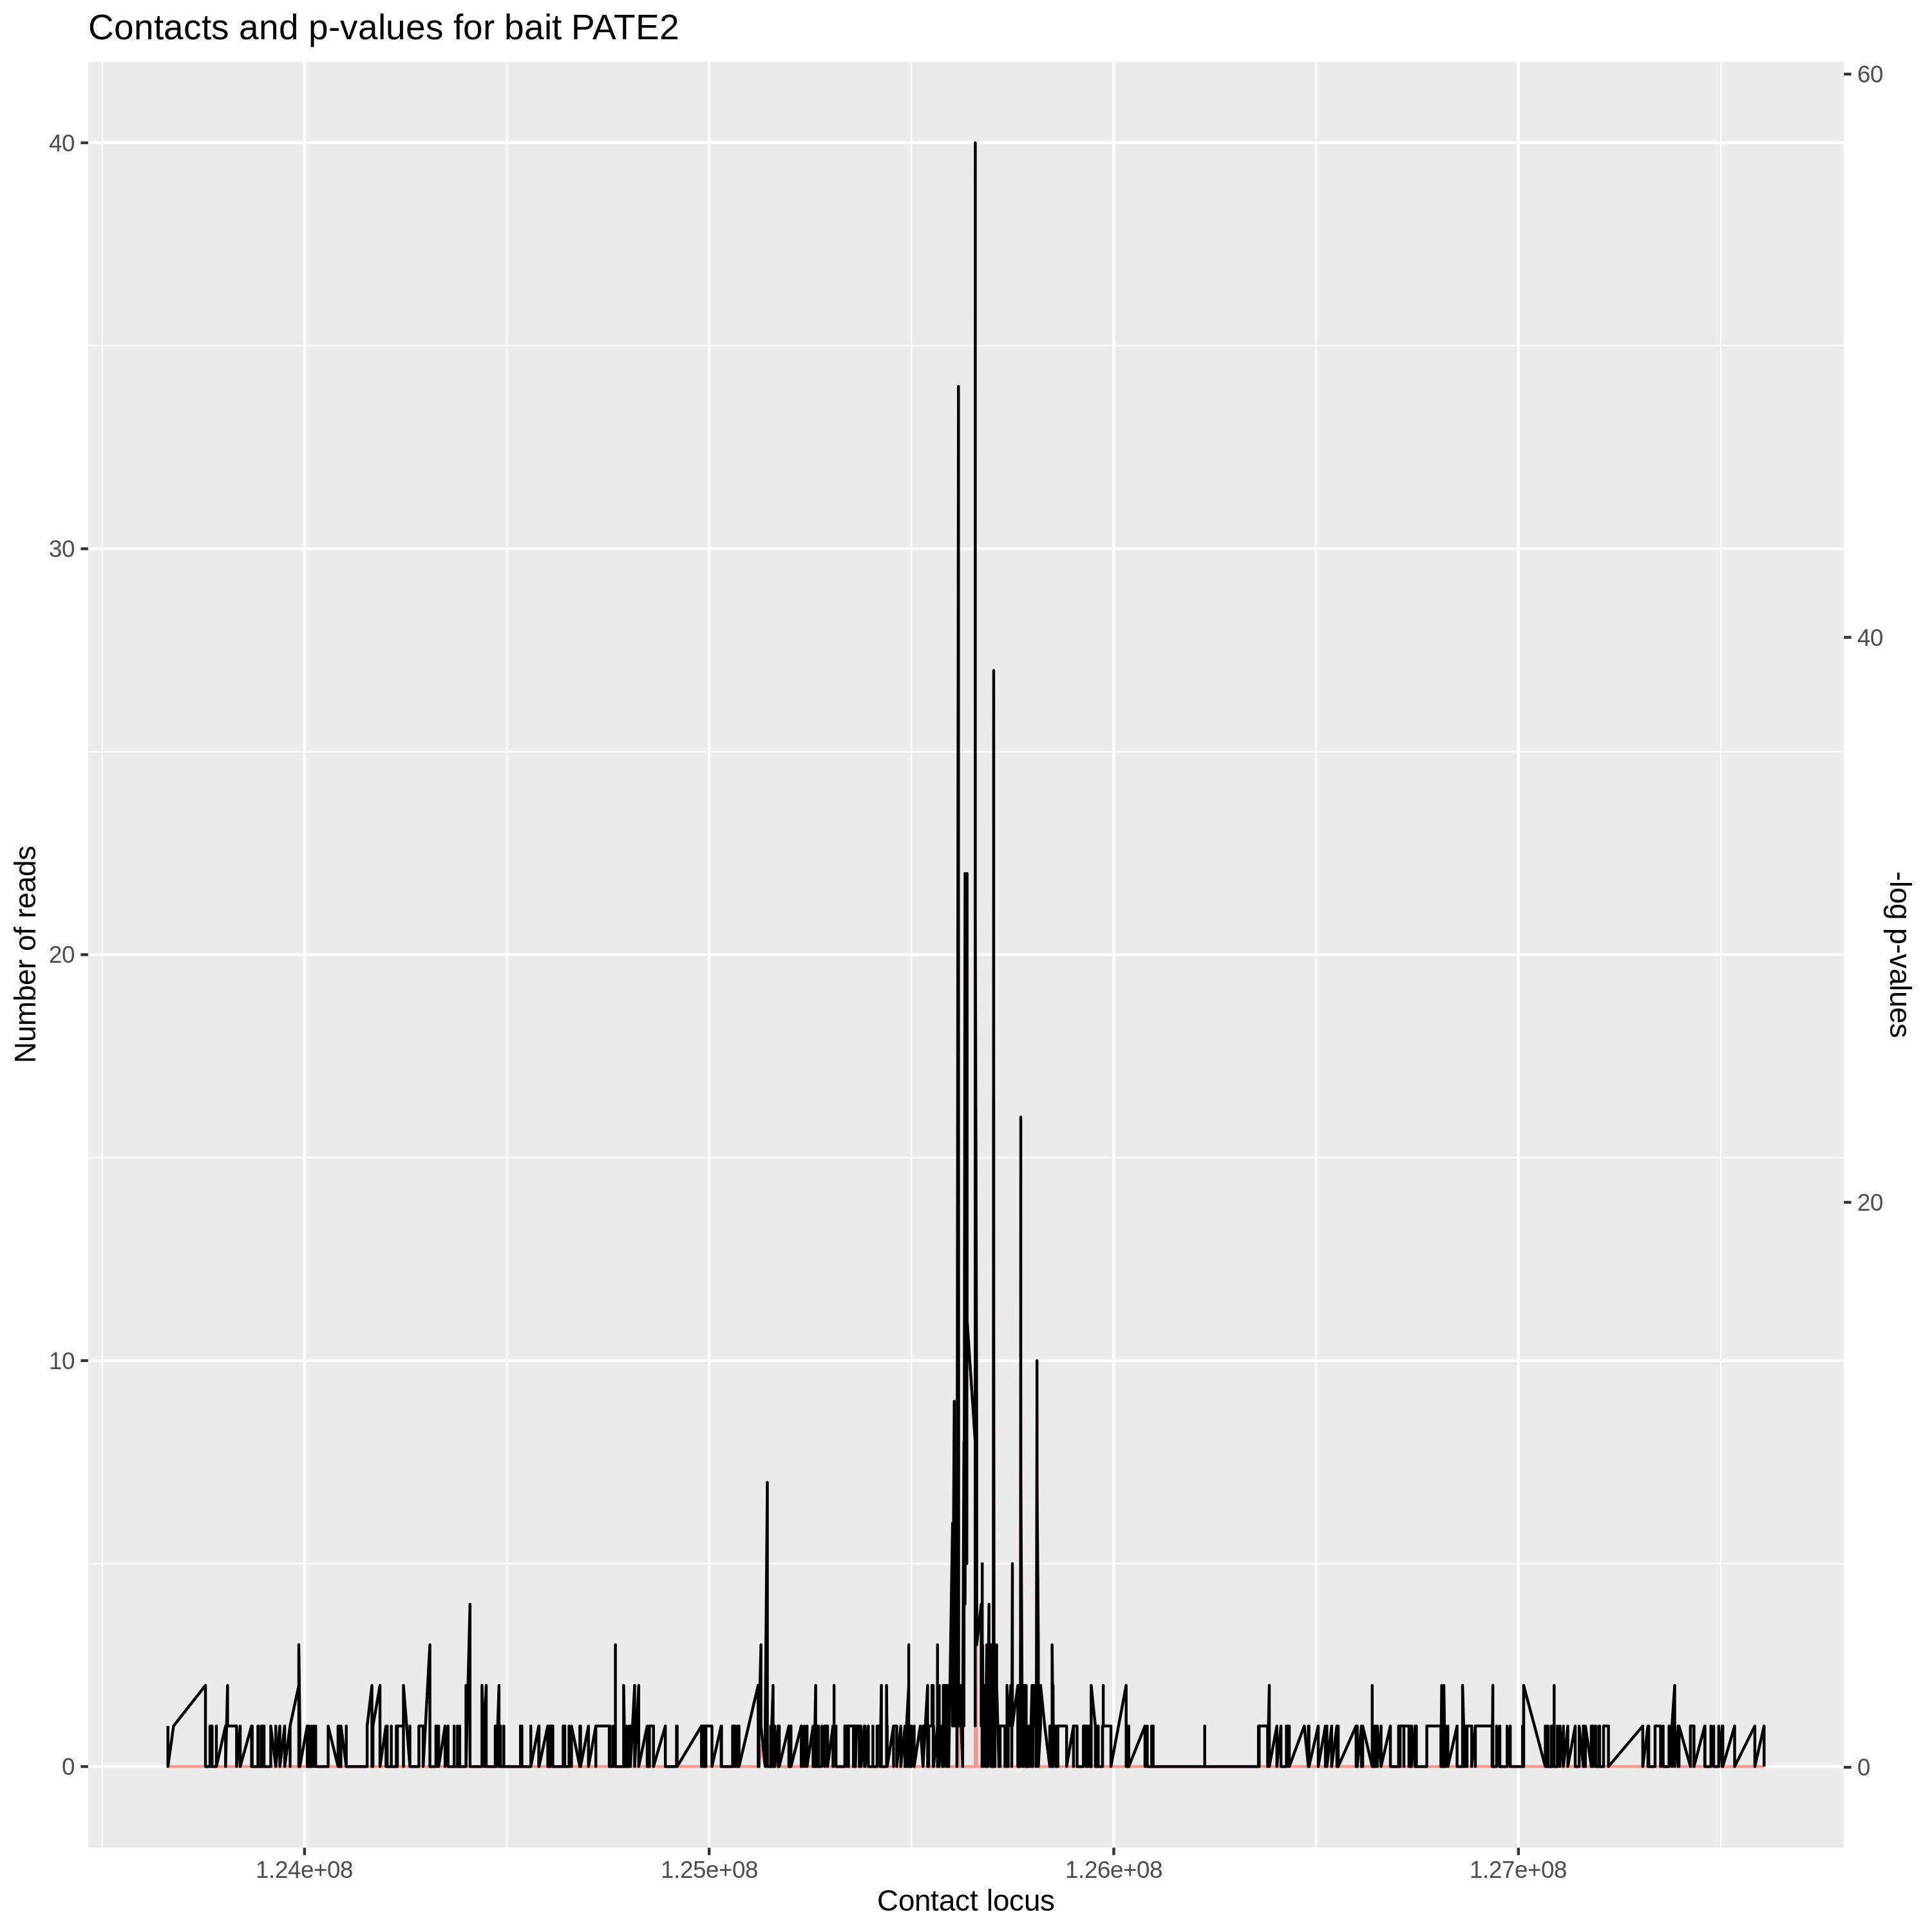 Contacts and p-values for bait PATE2
60
40
30
40
Number of reads
-log p-values
20
20
10
0
0
1.24e+08
1.25e+08
1.26e+08
1.27e+08
Contact locus